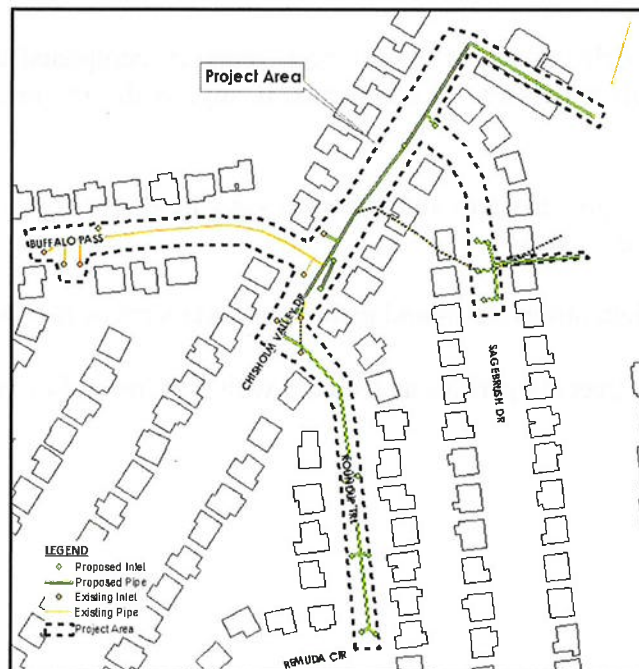 Project Area
BUFFALO PASS
CHISHOLM VALLEY DR
SAGEBRUSH DR
ROUNDUP TRL
LEGEND
Proposed Inlet
Proposed Pipe
Existing Inlet
Existing Pipe
Project Area
REMUDA CIR